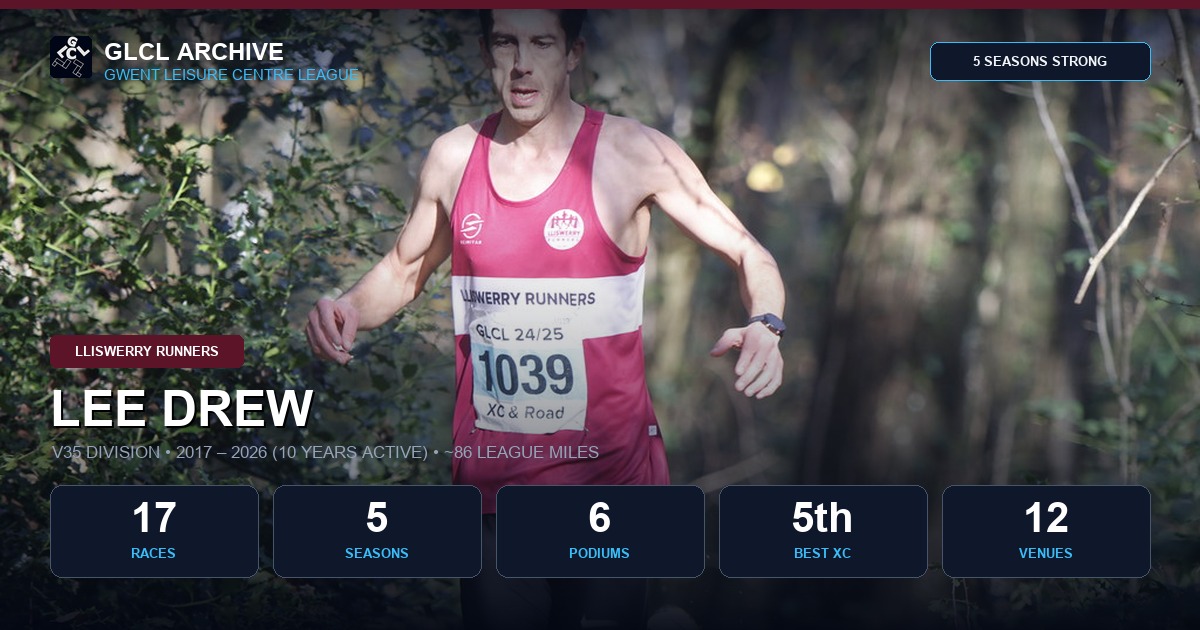 GLCL ARCHIVE
GWENT LEISURE CENTRE LEAGUE
5 SEASONS STRONG
LLISWERRY
RUNNERS
LLISWERRY RUNNERS
GLCL 24/25
1039
XC & Road
LLISWERRY RUNNERS
LEE DREW
V35 DIVISION • 2017 – 2026 (10 YEARS ACTIVE) • ~86 LEAGUE MILES
17
RACES
5
SEASONS
6
PODIUMS
5th
BEST XC
12
VENUES